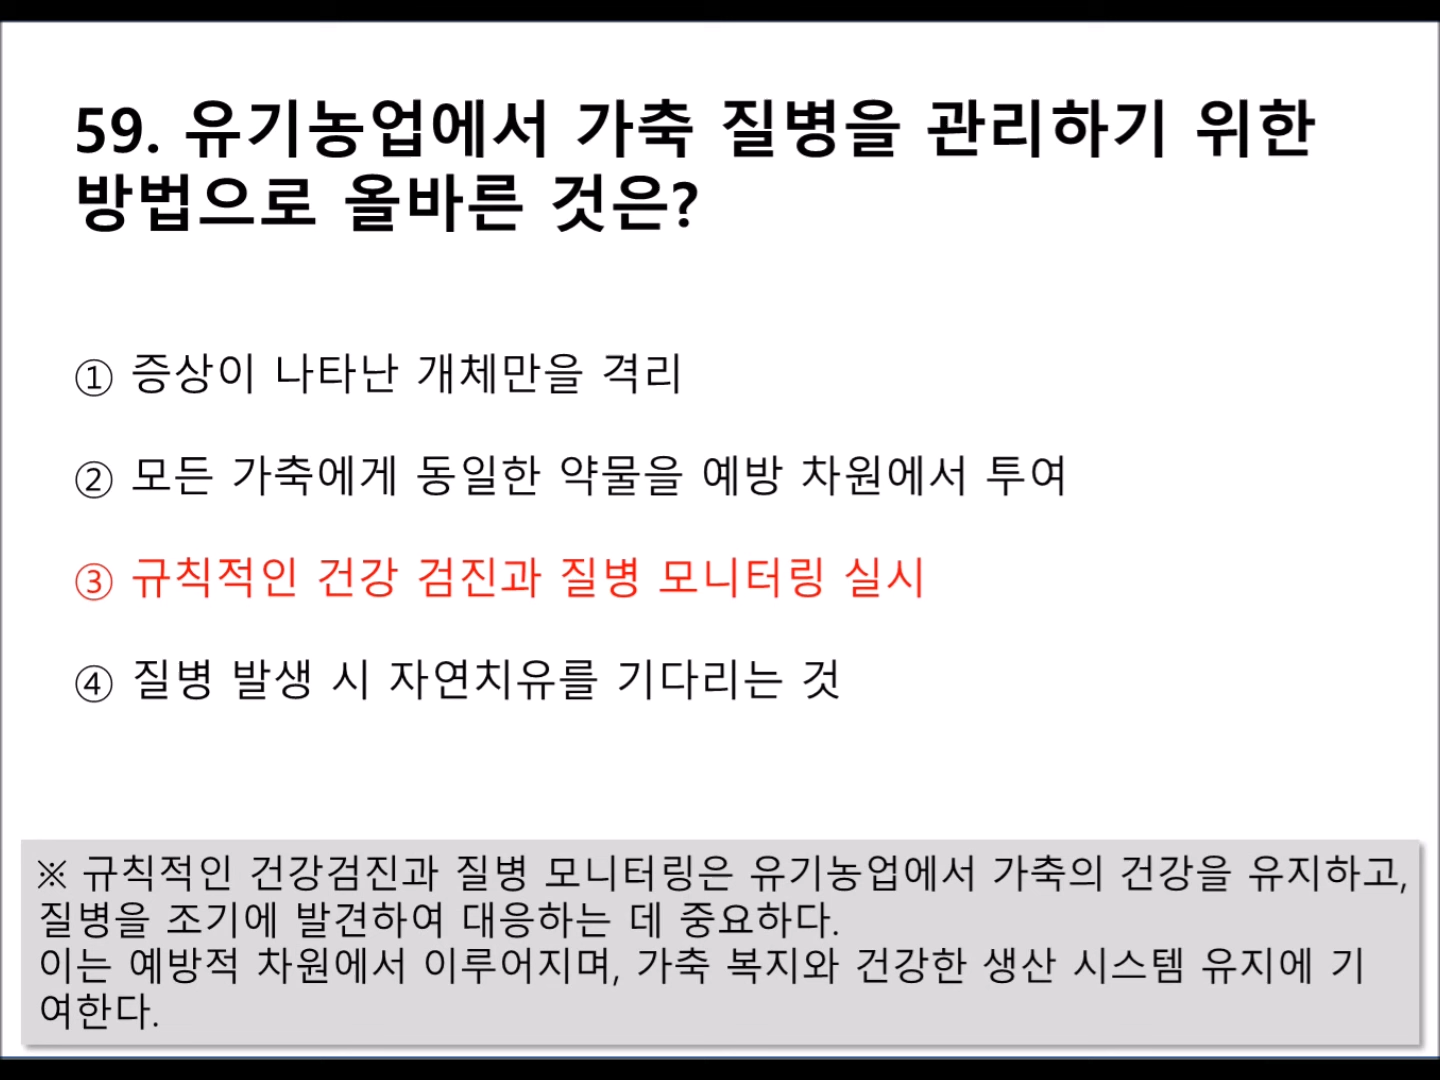 59. 유기농업에서 가축 질병을 관리하기 위한
방법으로 올바른 것은?
① 증상이 나타난 개체만을 격리
② 모든 가축에게 동일한 약물을 예방 차원에서 투여
③ 규칙적인 건강 검진과 질병 모니터링 실시
④ 질병 발생 시 자연치유를 기다리는 것
※ 규칙적인 건강검진과 질병 모니터링은 유기농업에서 가축의 건강을 유지하고,
질병을 조기에 발견하여 대응하는 데 중요하다.
이는 예방적 차원에서 이루어지며, 가축 복지와 건강한 생산 시스템 유지에 기
여한다.